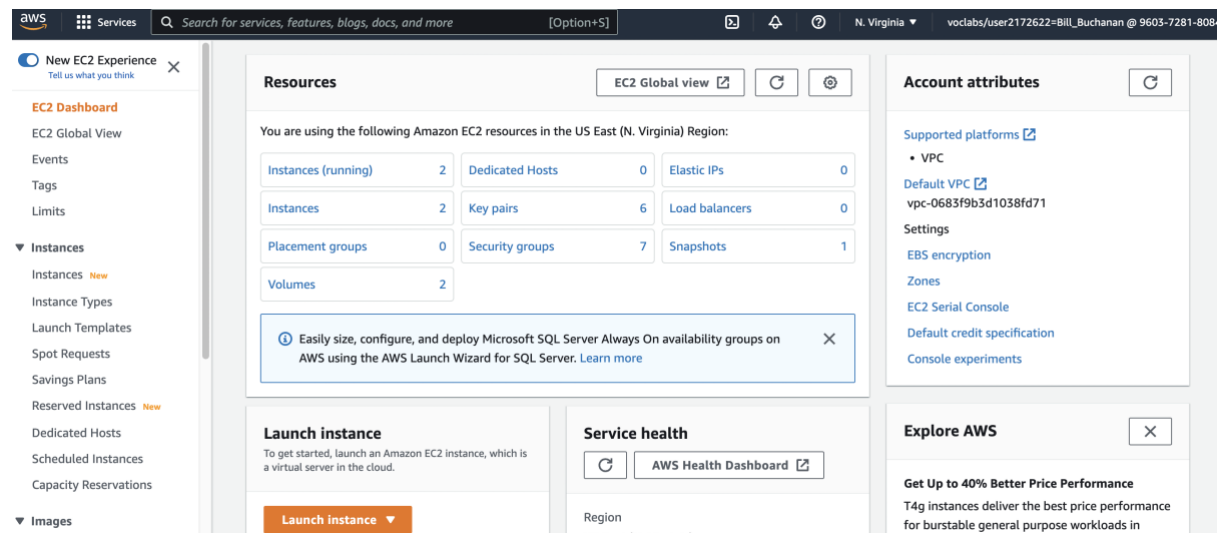 aws
Services
Search for services, features, blogs, docs, and more
[Option+S]
N. Virginia ▼
voclabs/user2172622=Bill_Buchanan @ 9603-7281-8084
New EC2 Experience
Tell us what you think
EC2 Dashboard
EC2 Global View
Events
Tags
Limits
▼ Instances
Instances New
Instance Types
Launch Templates
Spot Requests
Savings Plans
Reserved Instances New
Dedicated Hosts
Scheduled Instances
Capacity Reservations
▼ Images
Resources
EC2 Global view
You are using the following Amazon EC2 resources in the US East (N. Virginia) Region:
Instances (running) 2
Dedicated Hosts 0
Elastic IPs 0
Instances 2
Key pairs 6
Load balancers 0
Placement groups 0
Security groups 7
Snapshots 1
Volumes 2
Easily size, configure, and deploy Microsoft SQL Server Always On availability groups on
AWS using the AWS Launch Wizard for SQL Server. Learn more
Launch instance
To get started, launch an Amazon EC2 instance, which is
a virtual server in the cloud.
Launch instance ▼
Service health
AWS Health Dashboard
Region
Account attributes
Supported platforms
• VPC
Default VPC
vpc-0683f9b3d1038fd71
Settings
EBS encryption
Zones
EC2 Serial Console
Default credit specification
Console experiments
Explore AWS
Get Up to 40% Better Price Performance
T4g instances deliver the best price performance
for burstable general purpose workloads in